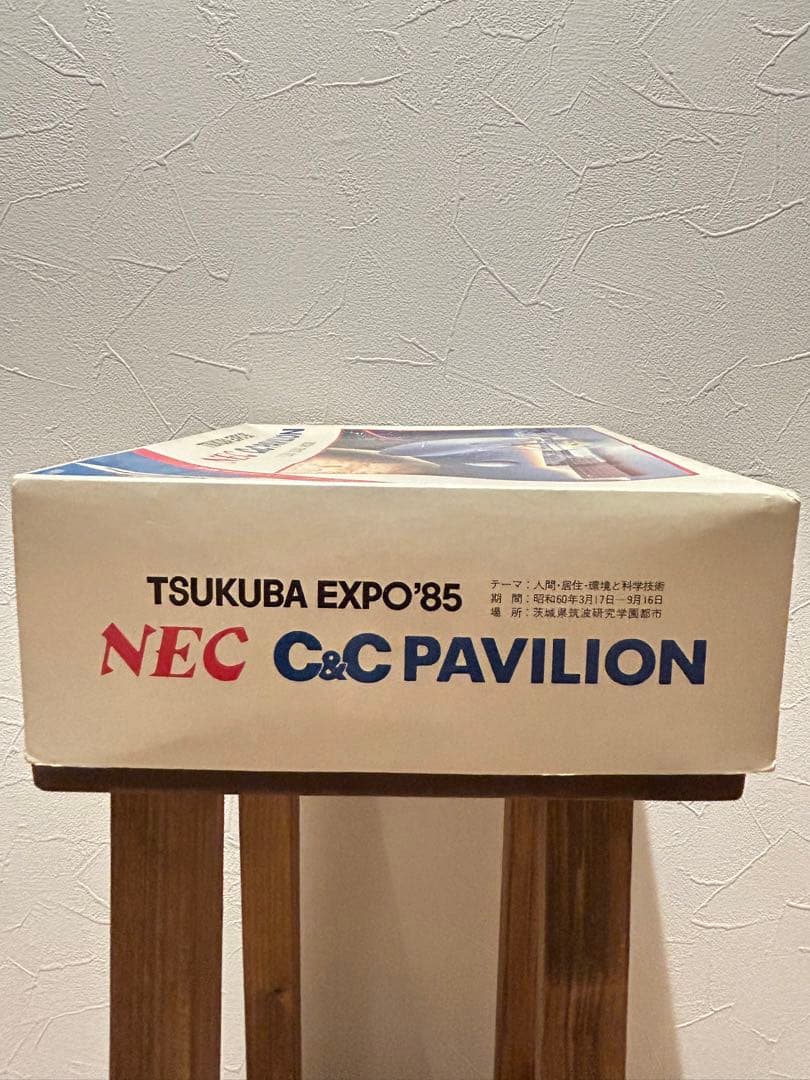 NEC C&C PAVILION
TSUKUBA EXPO'85
テーマ：人間・居住・環境と科学技術
期　間：昭和60年3月17日－9月16日
場　所：茨城県筑波研究学園都市
NEC C&C PAVILION